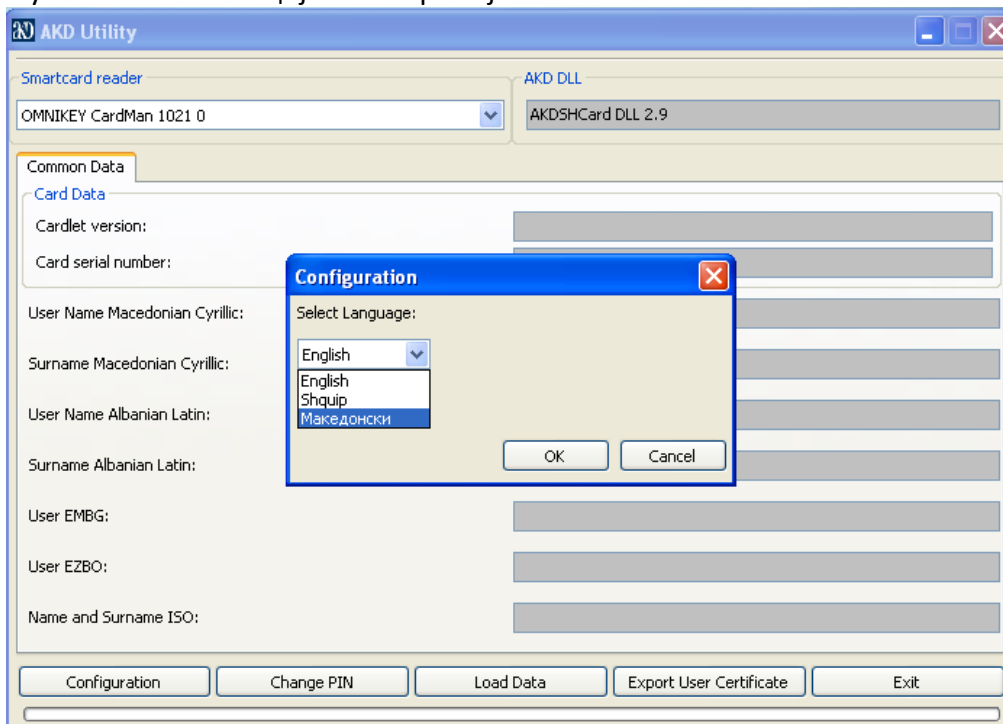 AKD Utility
Smartcard reader
AKD DLL
OMNIKEY CardMan 1021 0
AKDSHCard DLL 2.9
Common Data
Card Data
Cardlet version:
Card serial number:
Configuration
User Name Macedonian Cyrillic:
Select Language:
English
Surname Macedonian Cyrillic:
English
Shquip
Македонски
User Name Albanian Latin:
OK
Cancel
Surname Albanian Latin:
User EMBG:
User EZBO:
Name and Surname ISO:
Configuration
Change PIN
Load Data
Export User Certificate
Exit